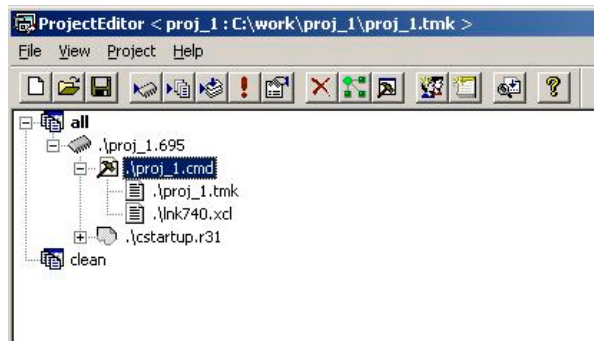 ProjectEditor < proj_1 : C:\work\proj_1\proj_1.tmk >
File View Project Help
all
.\proj_1.695
.\proj_1.cmd
.\proj_1.tmk
.\lnk740.xcl
.\cstartup.r31
clean